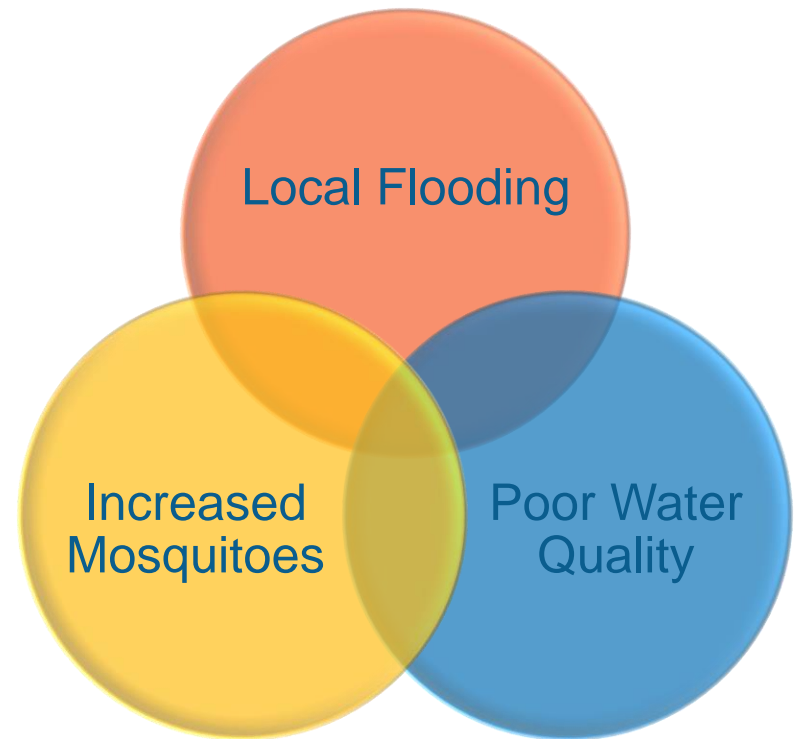 Local Flooding
Increased
Mosquitoes
Poor Water
Quality